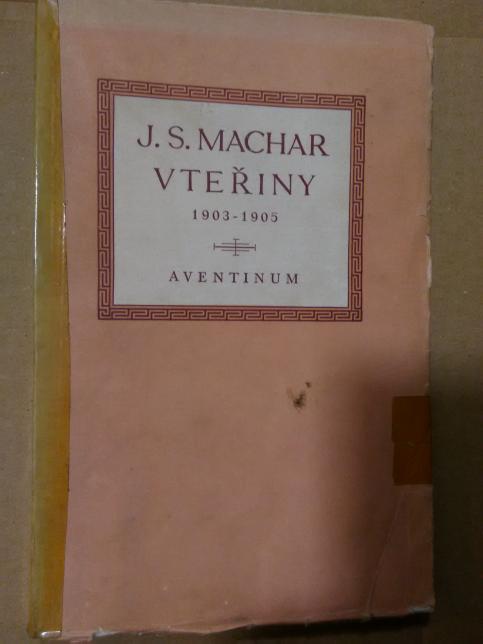 J. S. MACHAR
VTEŘINY
1903-1905
AVENTINUM